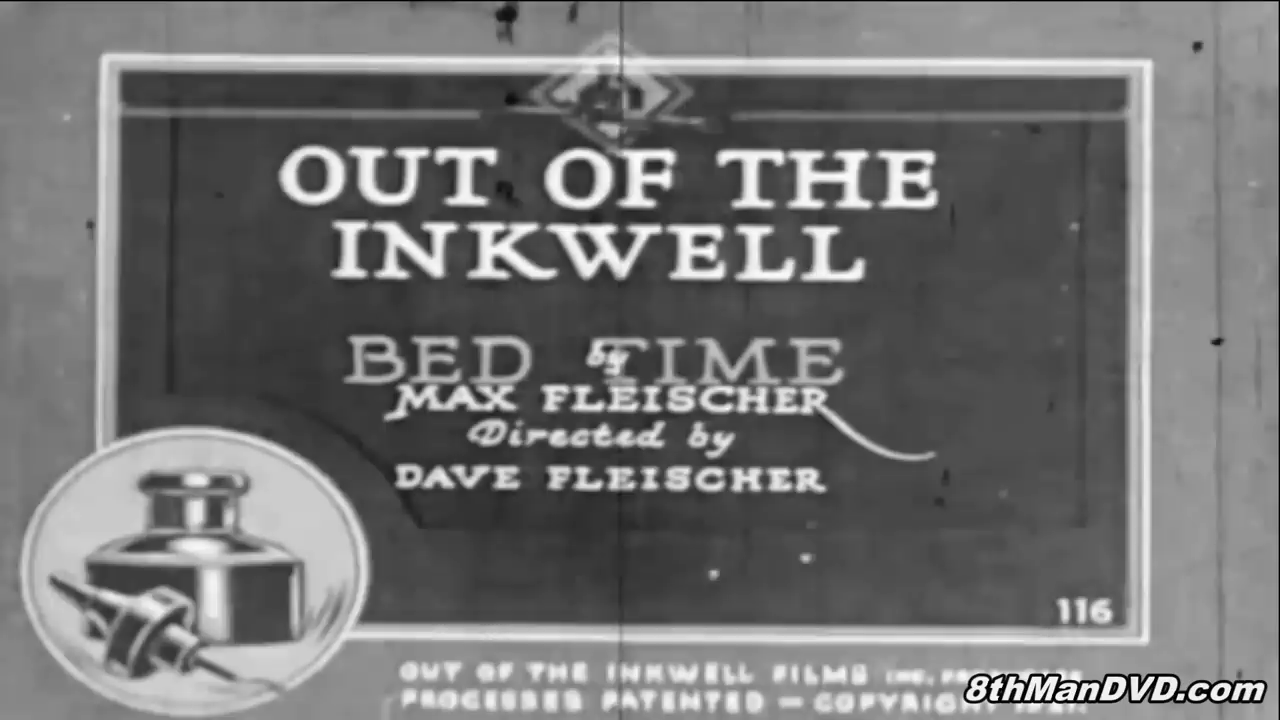 OUT OF THE
INKWELL
BED TIME
by
MAX FLEISCHER
Directed by
DAVE FLEISCHER
116
OUT OF THE INKWELL FILMS INC.
PROCESSES PATENTED — COPYRIGHT
8thManDVD.com